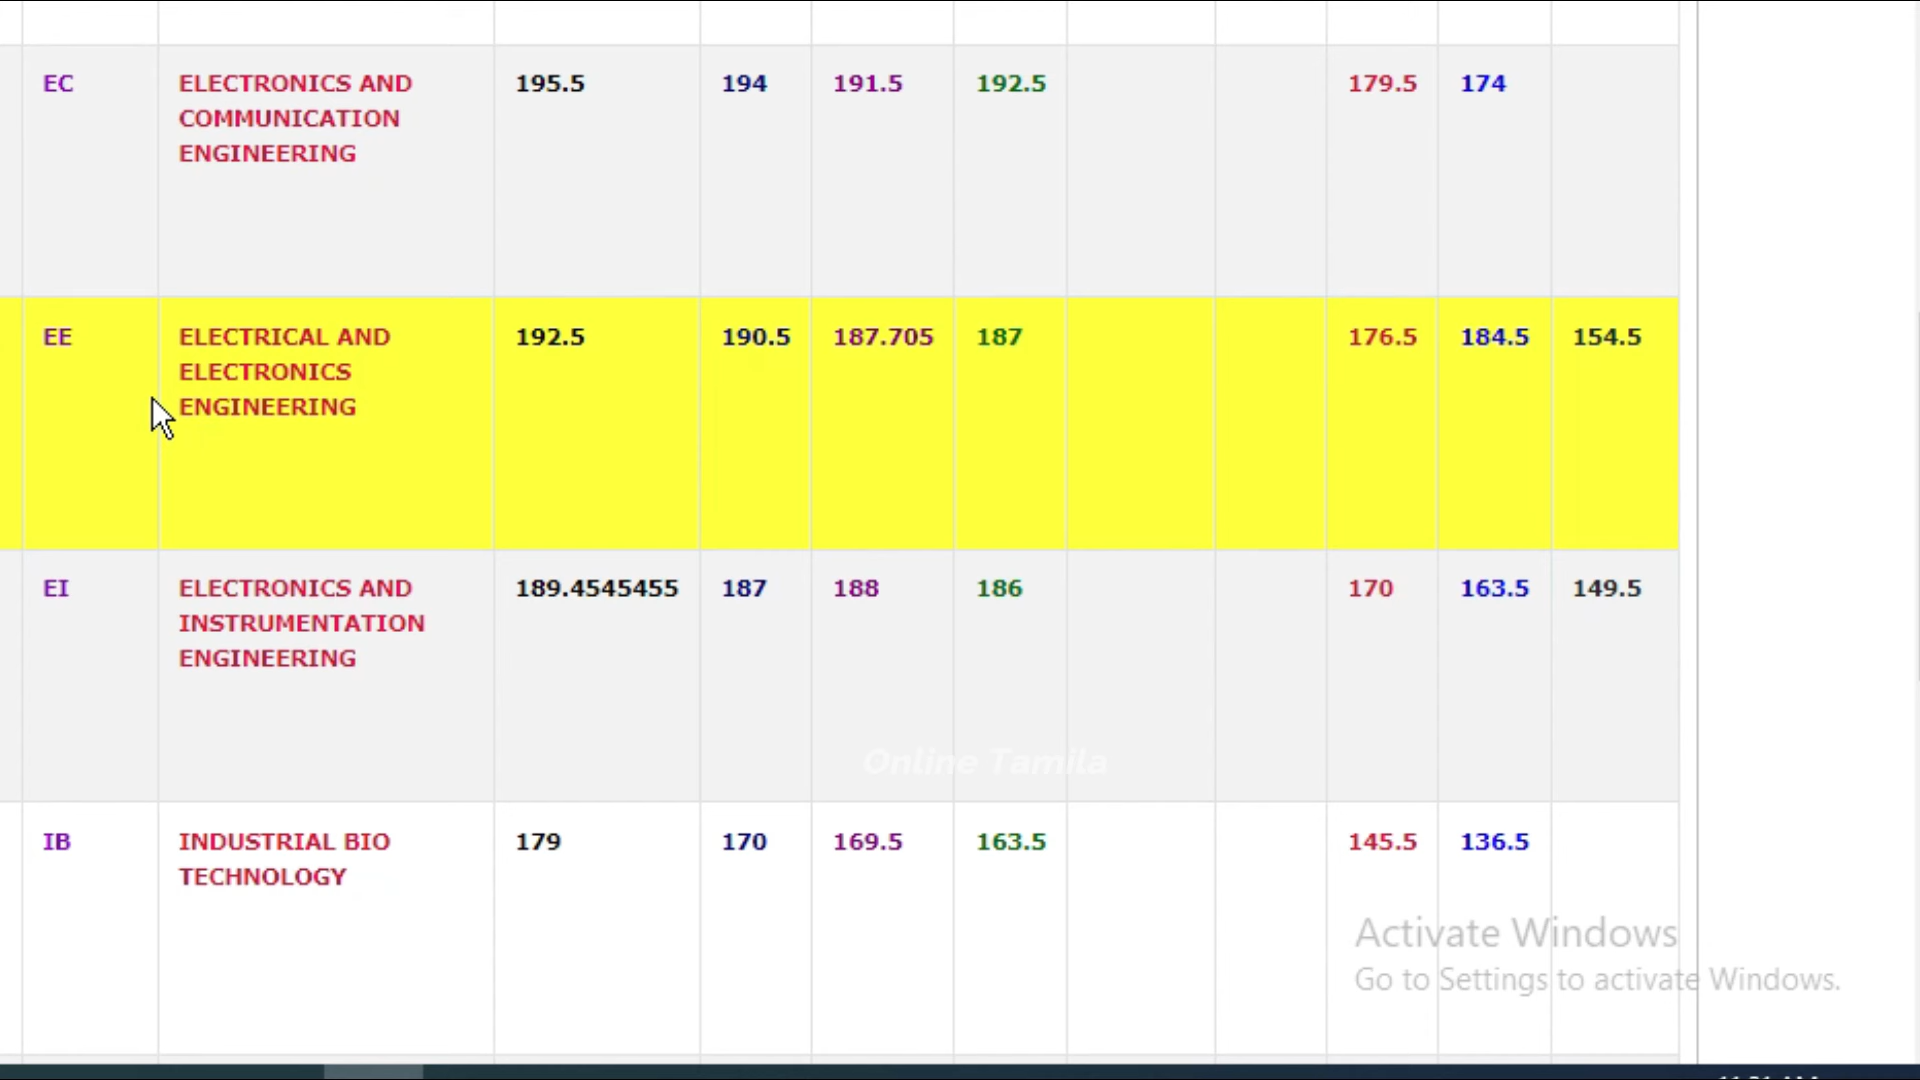 EC ELECTRONICS AND COMMUNICATION ENGINEERING 195.5 194 191.5 192.5 179.5 174
EE ELECTRICAL AND ELECTRONICS ENGINEERING 192.5 190.5 187.705 187 176.5 184.5 154.5
EI ELECTRONICS AND INSTRUMENTATION ENGINEERING 189.4545455 187 188 186 170 163.5 149.5
Online Tamila
IB INDUSTRIAL BIO TECHNOLOGY 179 170 169.5 163.5 145.5 136.5
Activate Windows
Go to Settings to activate Windows.